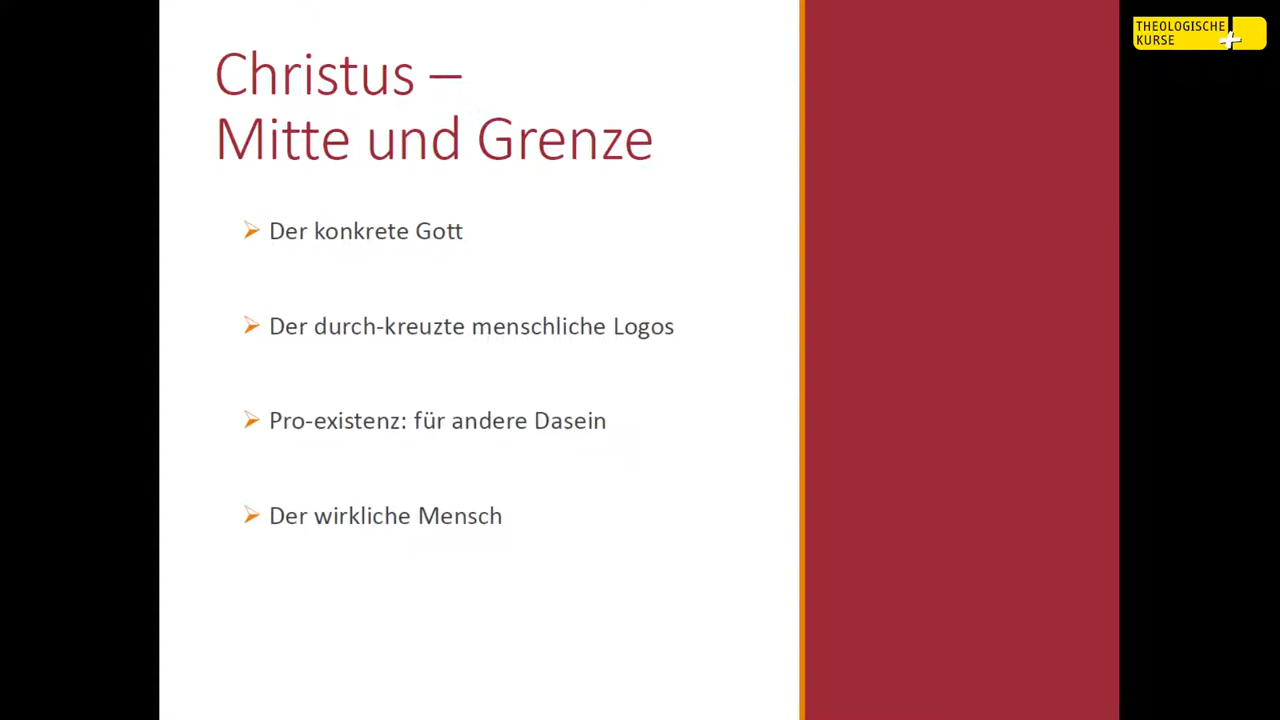 Christus –
Mitte und Grenze
Der konkrete Gott
Der durch-kreuzte menschliche Logos
Pro-existenz: für andere Dasein
Der wirkliche Mensch
THEOLOGISCHE
KURSE